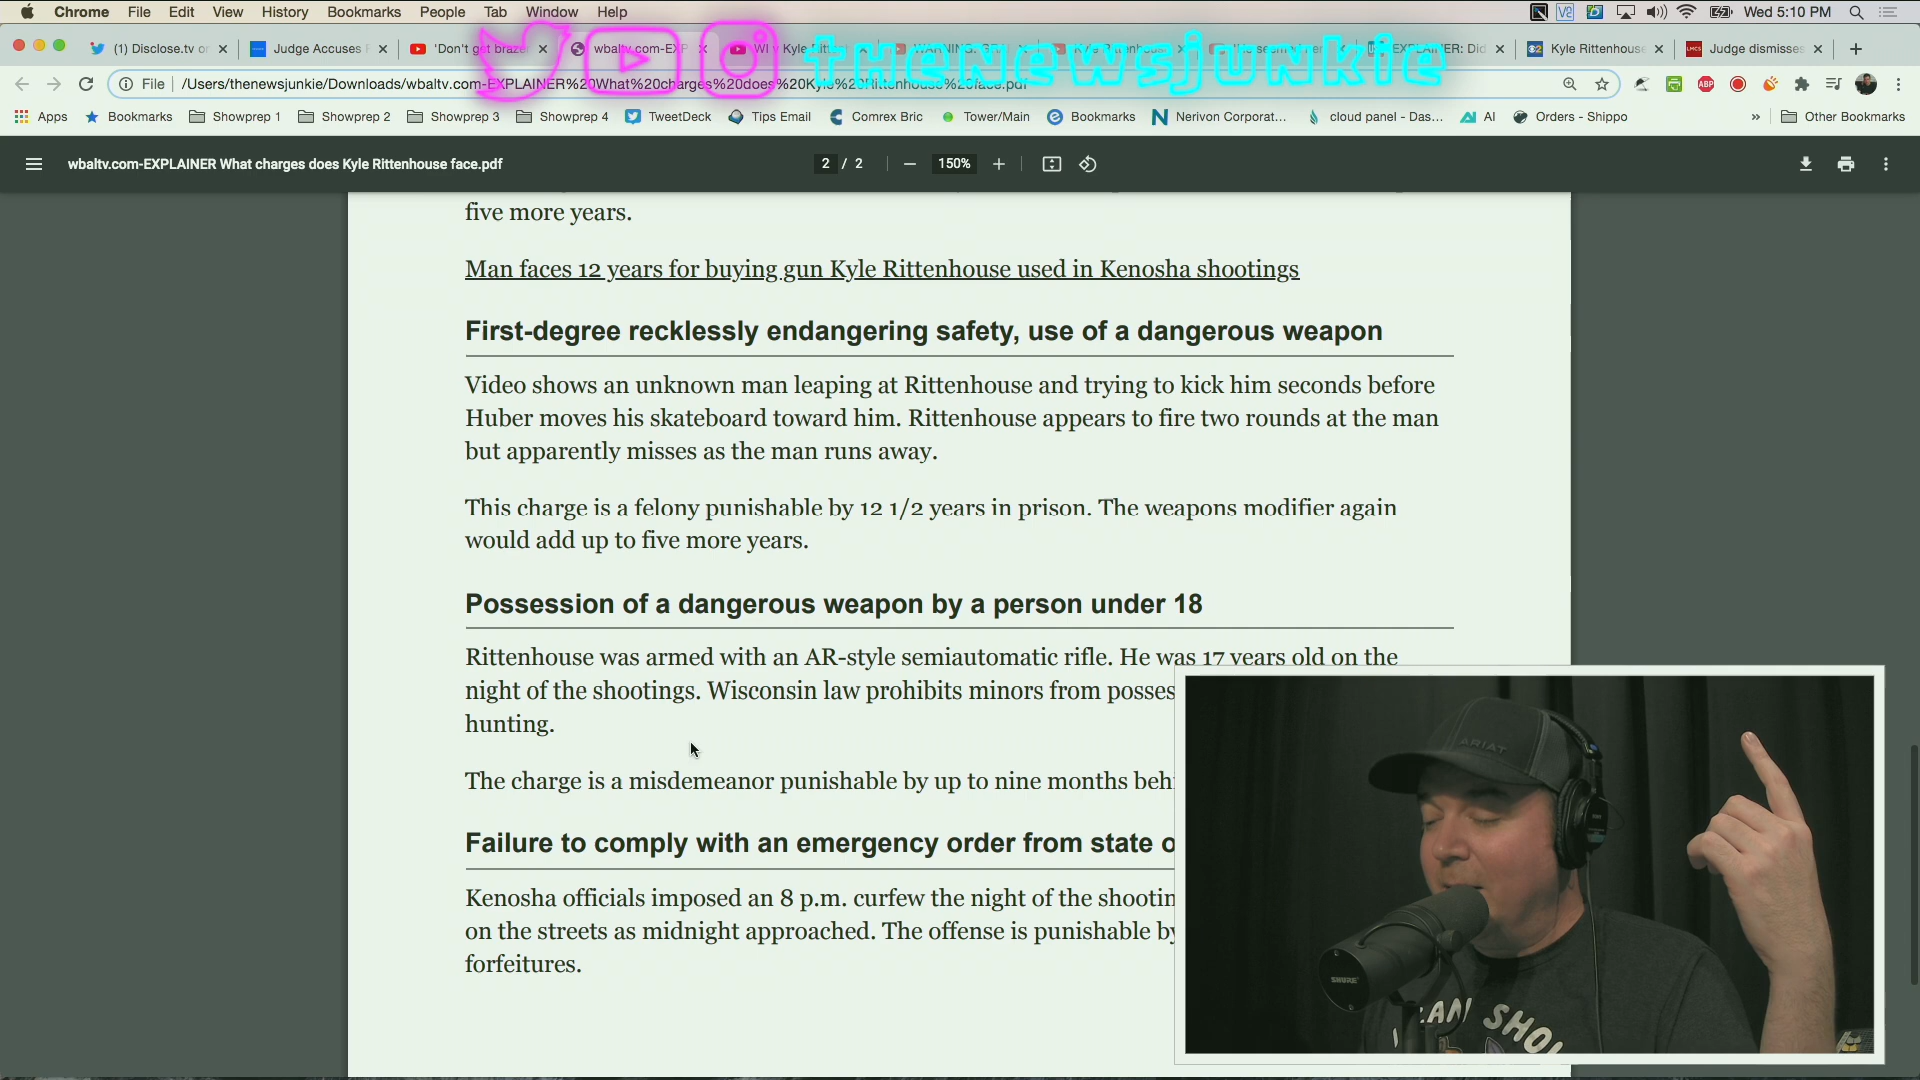 Chrome File Edit View History Bookmarks People Tab Window Help Wed 5:10 PM
(1) Disclose.tv Judge Accuses 'Don't get braze wbaltv.com-EXP Kyle Rittenhouse Judge dismisses
thenewsjunkie
File /Users/thenewsjunkie/Downloads/wbaltv.com-EXPLAINER%20What%20charges%20does%20Kyle%20Rittenhouse%20face.pdf ABP
Apps Bookmarks Showprep 1 Showprep 2 Showprep 3 Showprep 4 TweetDeck Tips Email Comrex Bric Tower/Main Bookmarks Nerivon Corporat... cloud panel - Das... AI Orders - Shippo » Other Bookmarks
wbaltv.com-EXPLAINER What charges does Kyle Rittenhouse face.pdf 2 / 2 150%
five more years.
Man faces 12 years for buying gun Kyle Rittenhouse used in Kenosha shootings
First-degree recklessly endangering safety, use of a dangerous weapon
Video shows an unknown man leaping at Rittenhouse and trying to kick him seconds before
Huber moves his skateboard toward him. Rittenhouse appears to fire two rounds at the man
but apparently misses as the man runs away.
This charge is a felony punishable by 12 1/2 years in prison. The weapons modifier again
would add up to five more years.
Possession of a dangerous weapon by a person under 18
Rittenhouse was armed with an AR-style semiautomatic rifle. He was 17 years old on the
night of the shootings. Wisconsin law prohibits minors from posses
hunting.
The charge is a misdemeanor punishable by up to nine months beh
Failure to comply with an emergency order from state o
Kenosha officials imposed an 8 p.m. curfew the night of the shootin
on the streets as midnight approached. The offense is punishable by
forfeitures.
ARIAT
SHURE